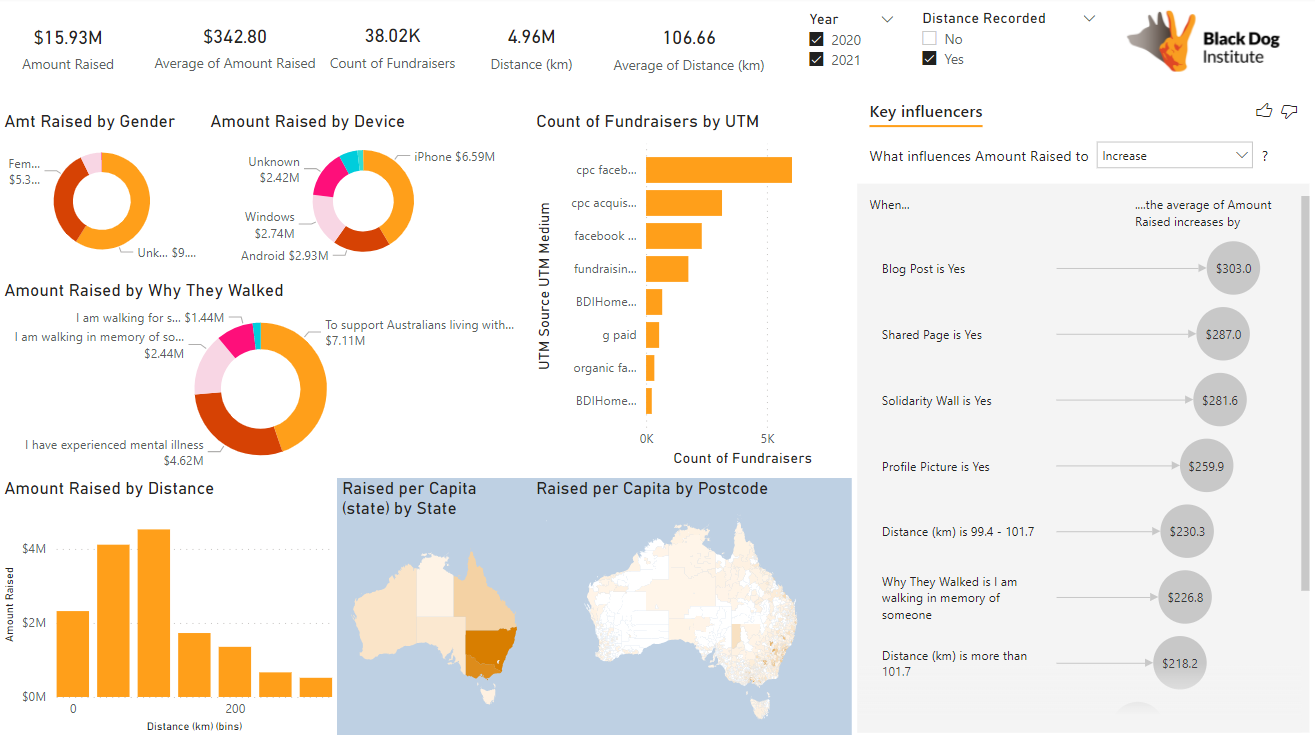 $15.93M
Amount Raised
$342.80
Average of Amount Raised
38.02K
Count of Fundraisers
4.96M
Distance (km)
106.66
Average of Distance (km)
Year
2020
2021
Distance Recorded
No
Yes
Black Dog
Institute
Amt Raised by Gender
Fem...
$5.3...
Unk... $9....
Amount Raised by Device
iPhone $6.59M
Unknown
$2.42M
Windows
$2.74M
Android $2.93M
Amount Raised by Why They Walked
I am walking for s... $1.44M
I am walking in memory of so...
$2.44M
To support Australians living with...
$7.11M
I have experienced mental illness
$4.62M
Count of Fundraisers by UTM
UTM Source UTM Medium
cpc faceb...
cpc acquis...
facebook ...
fundraisin...
BDIHome...
g paid
organic fa...
BDIHome...
0K
5K
Count of Fundraisers
Amount Raised by Distance
Amount Raised
$4M
$2M
$0M
0
200
Distance (km) (bins)
Raised per Capita
(state) by State
Raised per Capita by Postcode
Key influencers
What influences Amount Raised to
Increase
?
When...
....the average of Amount
Raised increases by
Blog Post is Yes
$303.0
Shared Page is Yes
$287.0
Solidarity Wall is Yes
$281.6
Profile Picture is Yes
$259.9
Distance (km) is 99.4 - 101.7
$230.3
Why They Walked is I am
walking in memory of
someone
$226.8
Distance (km) is more than
101.7
$218.2